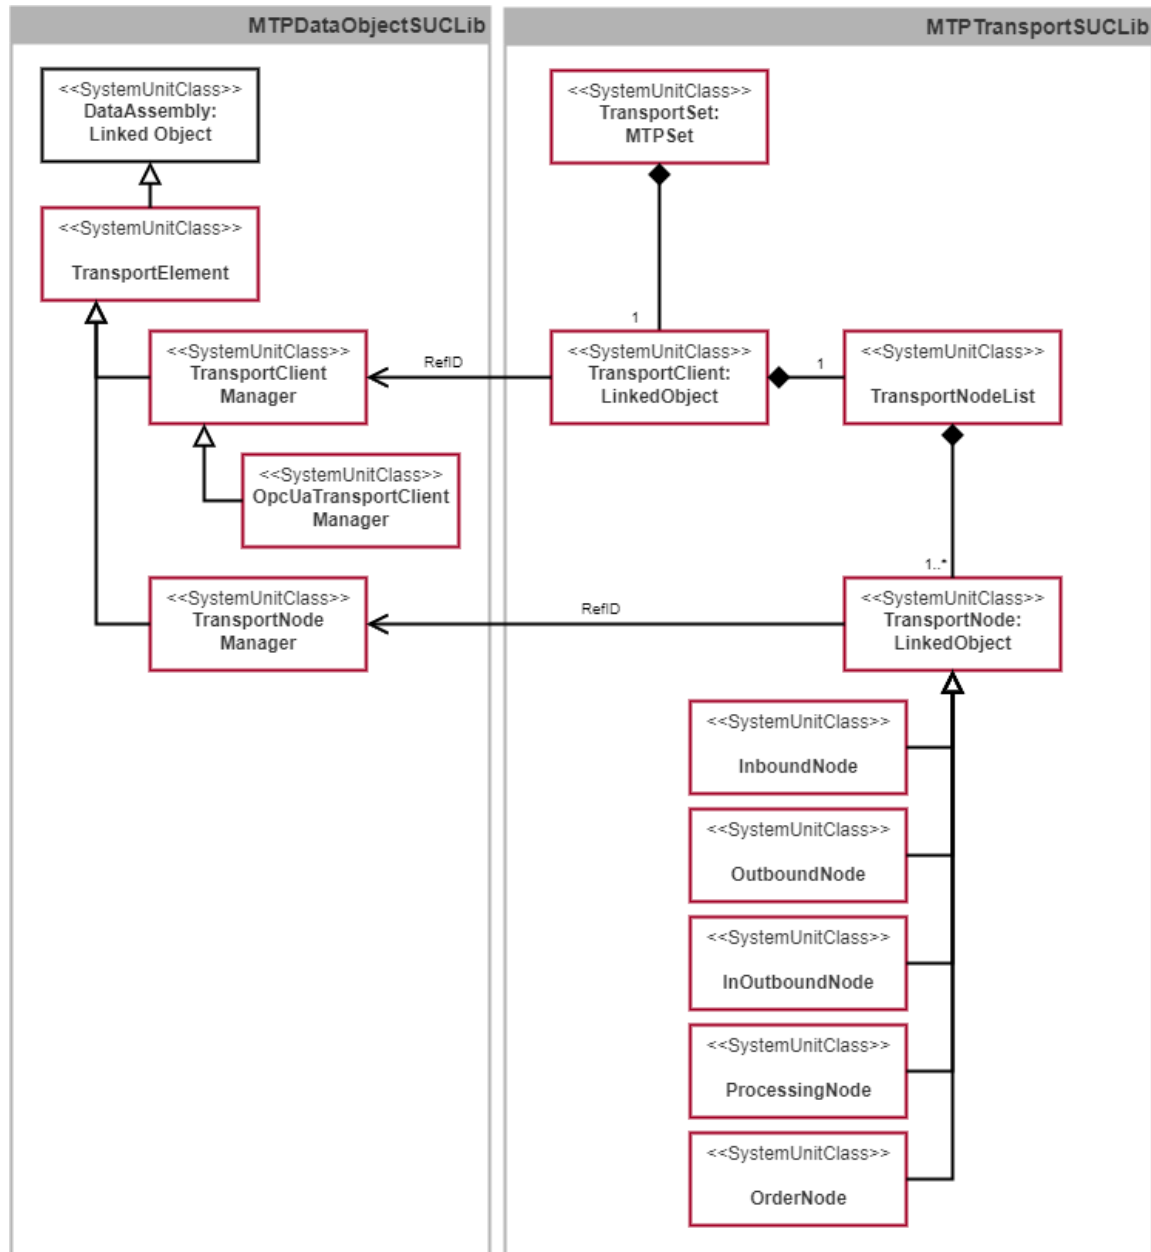 MTPDataObjectSUCLib
<<SystemUnitClass>>
DataAssembly:
Linked Object
<<SystemUnitClass>>
TransportElement
<<SystemUnitClass>>
TransportClient
Manager
<<SystemUnitClass>>
OpcUaTransportClient
Manager
<<SystemUnitClass>>
TransportNode
Manager
RefID
RefID
MTPTransportSUCLib
<<SystemUnitClass>>
TransportSet:
MTPSet
1
<<SystemUnitClass>>
TransportClient:
LinkedObject
1
<<SystemUnitClass>>
TransportNodeList
1..*
<<SystemUnitClass>>
TransportNode:
LinkedObject
<<SystemUnitClass>>
InboundNode
<<SystemUnitClass>>
OutboundNode
<<SystemUnitClass>>
InOutboundNode
<<SystemUnitClass>>
ProcessingNode
<<SystemUnitClass>>
OrderNode